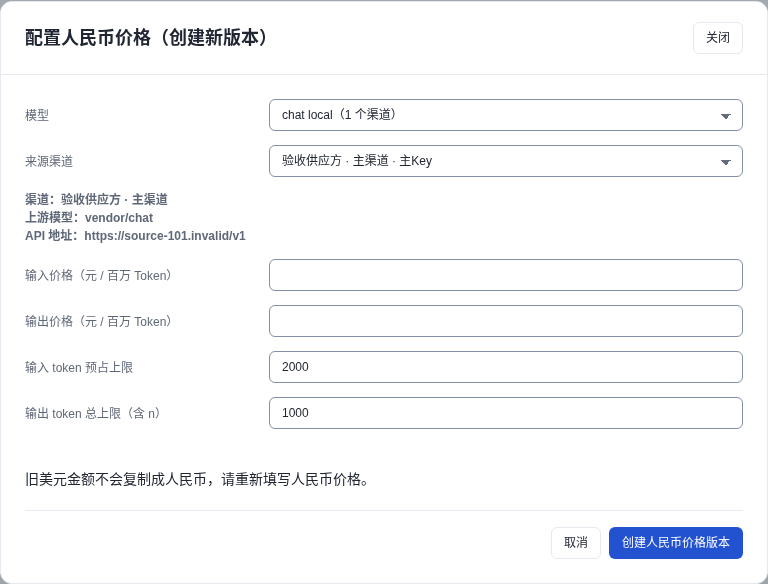 配置人民币价格（创建新版本）
关闭
模型
chat local（1 个渠道）
来源渠道
验收供应方 · 主渠道 · 主Key
渠道：验收供应方 · 主渠道
上游模型：vendor/chat
API 地址：https://source-101.invalid/v1
输入价格（元 / 百万 Token）
输出价格（元 / 百万 Token）
输入 token 预占上限
2000
输出 token 总上限（含 n）
1000
旧美元金额不会复制成人民币，请重新填写人民币价格。
取消
创建人民币价格版本